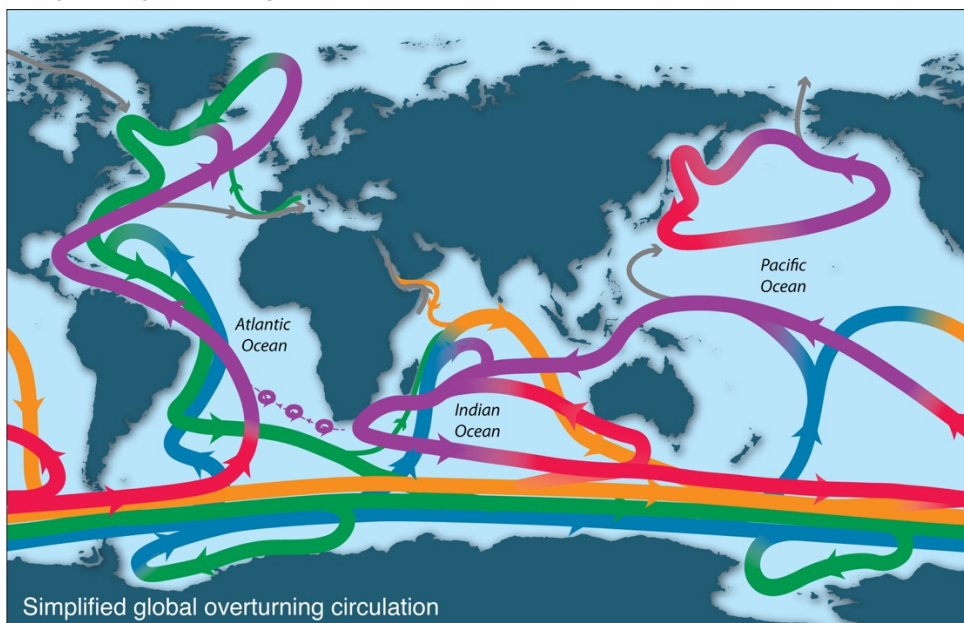 Pacific
Ocean
Atlantic
Ocean
Indian
Ocean
Simplified global overturning circulation